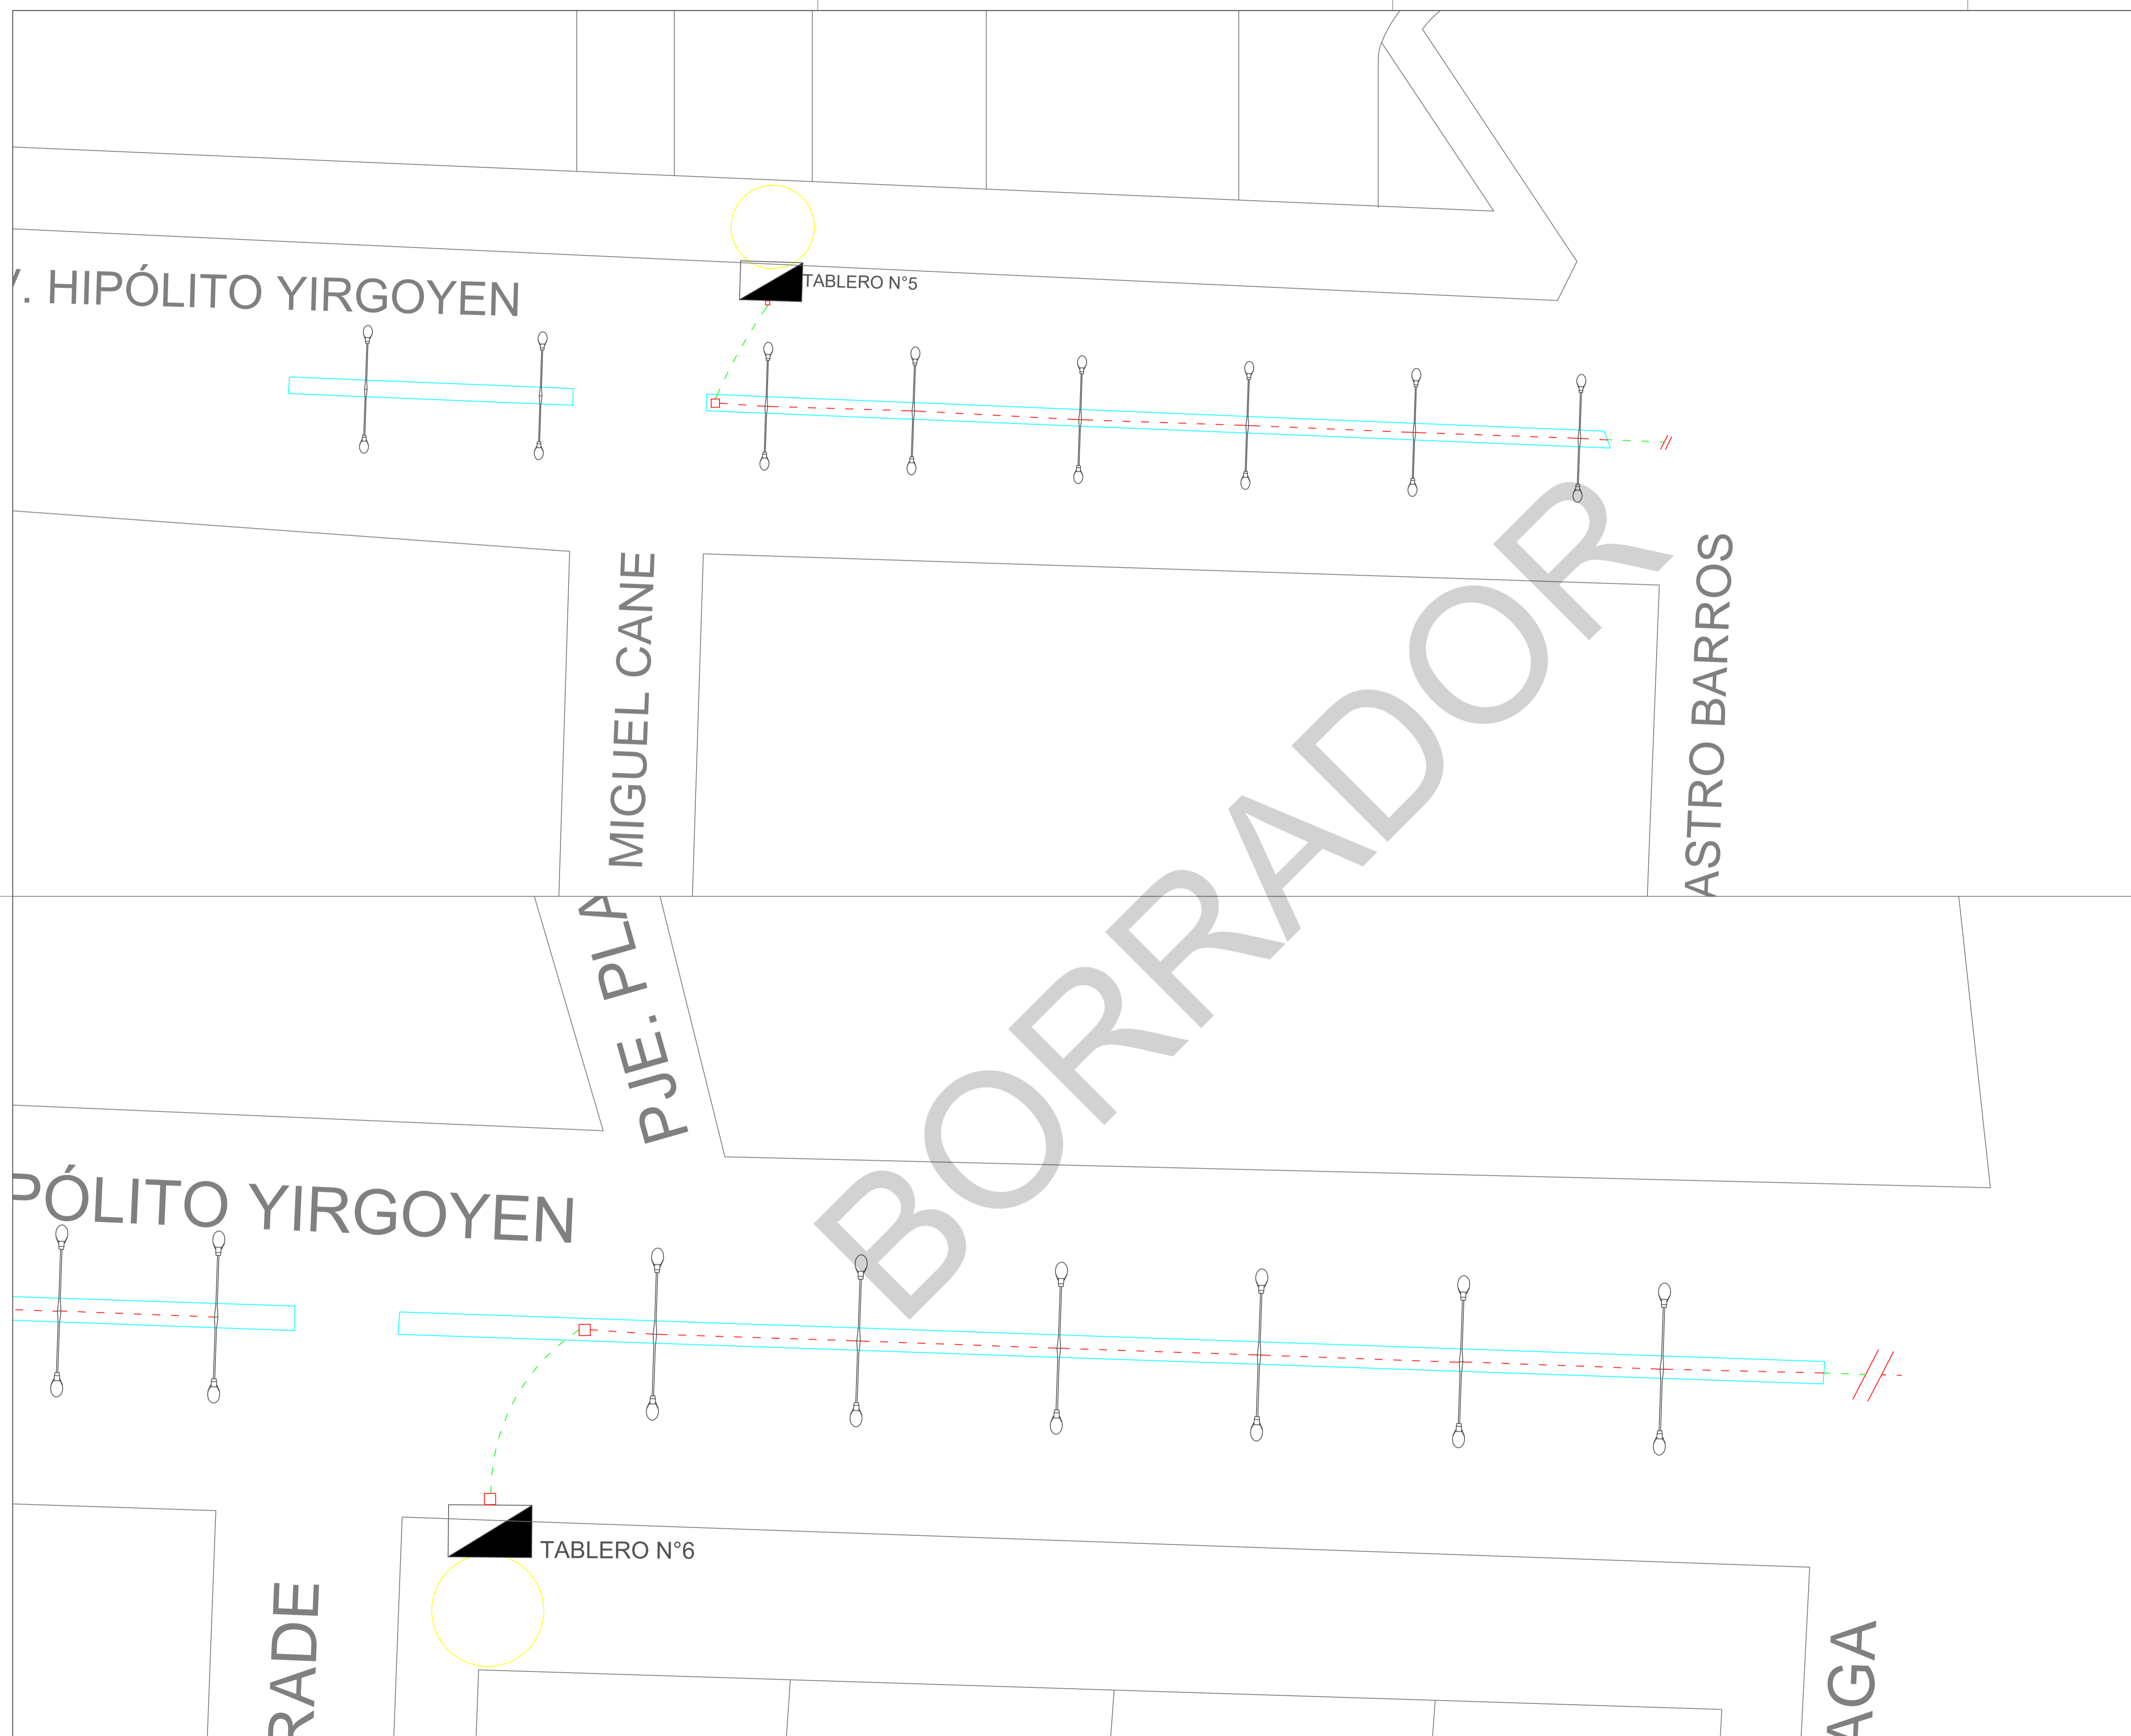 . HIPÓLITO YIRGOYEN
TABLERO N°5
MIGUEL CANE
ASTRO BARROS
BORRADOR
PJE. PLA
PÓLITO YIRGOYEN
TABLERO N°6
RADE
AGA